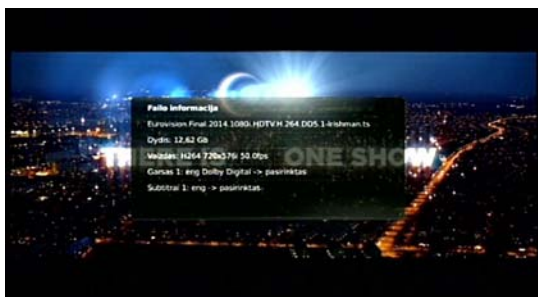 Failo informacija
Eurovision.Final.2014.1080i.HDTV.H.264.DD5.1-Irishman.ts
Dydis: 12,62 GB
Vaizdas: H264 720x576i 50.0fps
ONE SHOW
Garsas 1: eng Dolby Digital -> pasirinktas
Subtitrai 1: eng -> pasirinktas